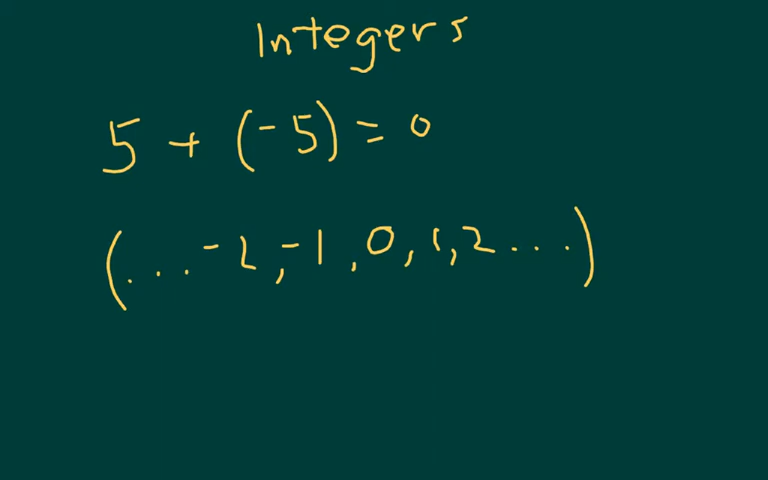 Integers
5 + (-5) = 0
(... -2, -1, 0, 1, 2 ...)